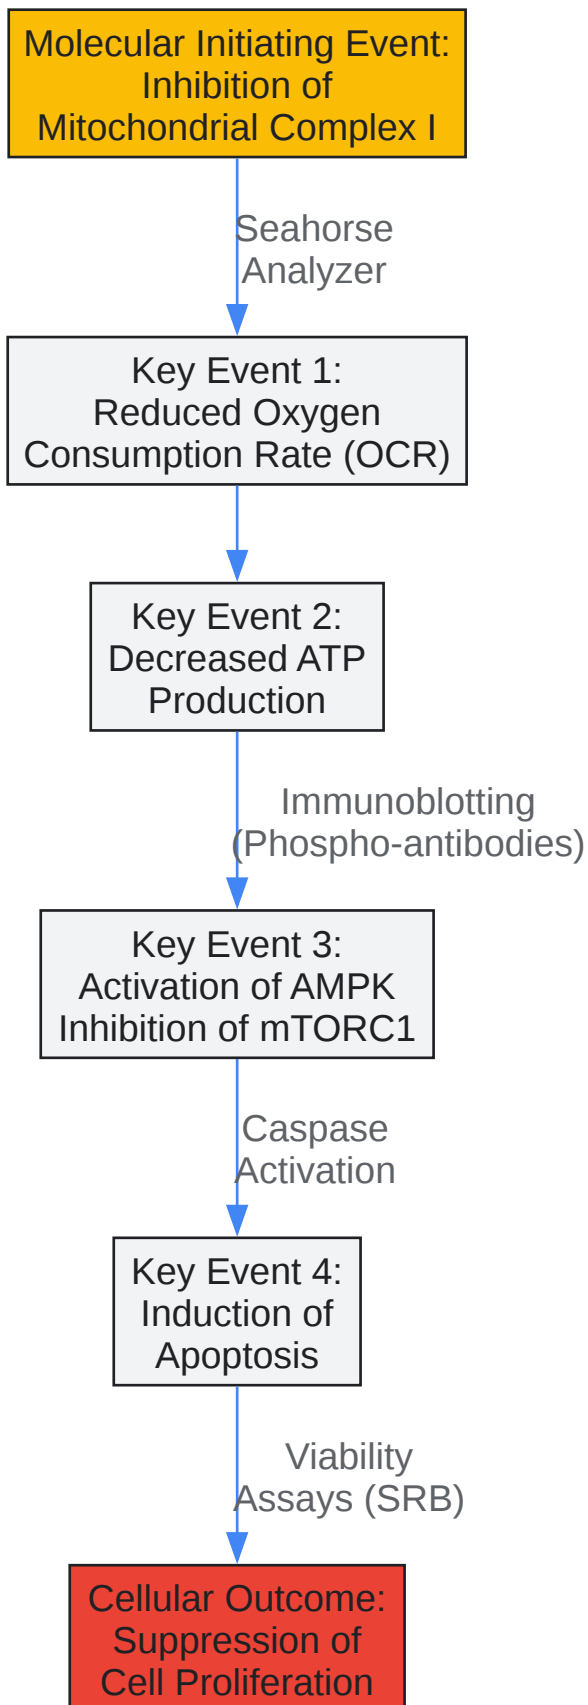 Molecular Initiating Event:
Inhibition of
Mitochondrial Complex I
Seahorse
Analyzer
Key Event 1:
Reduced Oxygen
Consumption Rate (OCR)
Key Event 2:
Decreased ATP
Production
Immunoblotting
(Phospho-antibodies)
Key Event 3:
Activation of AMPK
Inhibition of mTORC1
Caspase
Activation
Key Event 4:
Induction of
Apoptosis
Viability
Assays (SRB)
Cellular Outcome:
Suppression of
Cell Proliferation